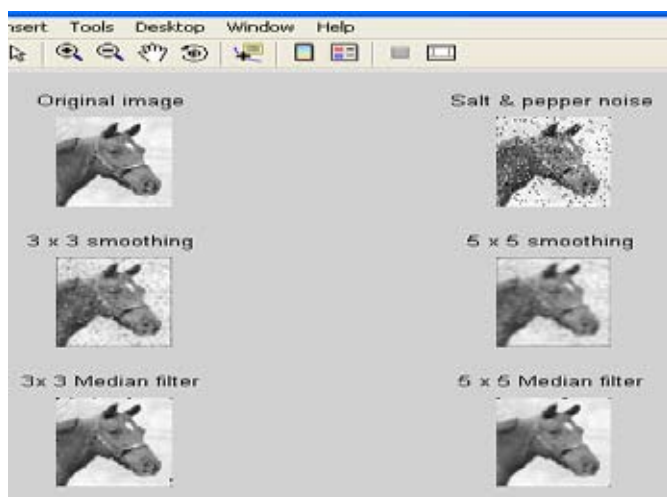 nsert Tools Desktop Window Help
Original image
Salt & pepper noise
3 x 3 smoothing
5 x 5 smoothing
3x 3 Median filter
5 x 5 Median filter